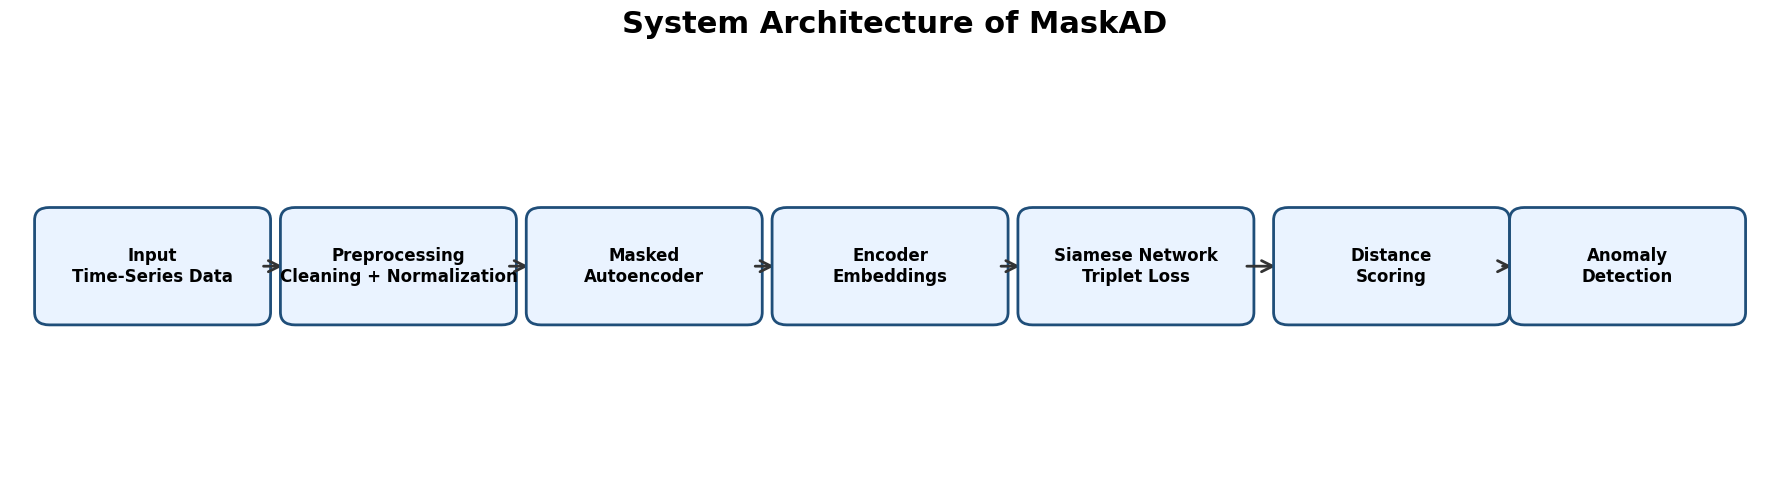 System Architecture of MaskAD
Input
Time-Series Data
Preprocessing
Cleaning + Normalization
Masked
Autoencoder
Encoder
Embeddings
Siamese Network
Triplet Loss
Distance
Scoring
Anomaly
Detection